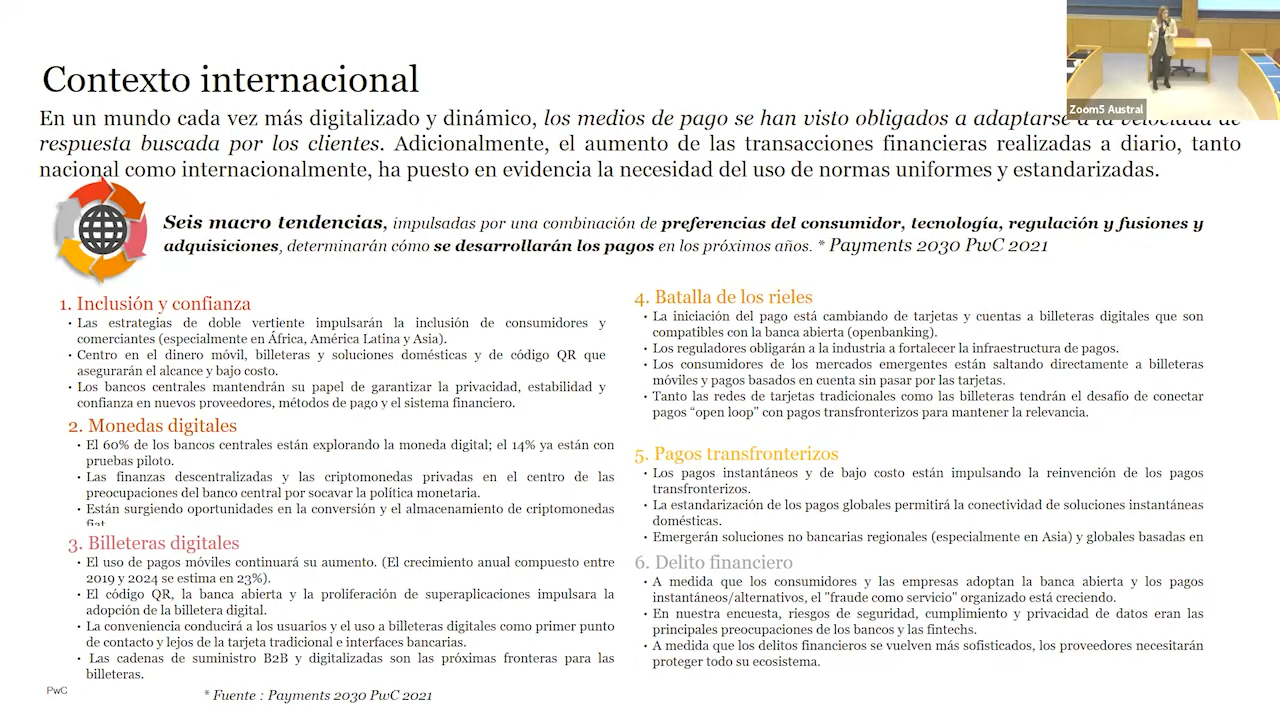 Zoom5 Austral
Contexto internacional
En un mundo cada vez más digitalizado y dinámico, los medios de pago se han visto obligados a adaptarse a la velocidad de
respuesta buscada por los clientes. Adicionalmente, el aumento de las transacciones financieras realizadas a diario, tanto
nacional como internacionalmente, ha puesto en evidencia la necesidad del uso de normas uniformes y estandarizadas.
Seis macro tendencias, impulsadas por una combinación de preferencias del consumidor, tecnología, regulación y fusiones y
adquisiciones, determinarán cómo se desarrollarán los pagos en los próximos años. * Payments 2030 PwC 2021
1. Inclusión y confianza
• Las estrategias de doble vertiente impulsarán la inclusión de consumidores y
comerciantes (especialmente en África, América Latina y Asia).
• Centro en el dinero móvil, billeteras y soluciones domésticas y de código QR que
asegurarán el alcance y bajo costo.
• Los bancos centrales mantendrán su papel de garantizar la privacidad, estabilidad y
confianza en nuevos proveedores, métodos de pago y el sistema financiero.
2. Monedas digitales
• El 60% de los bancos centrales están explorando la moneda digital; el 14% ya están con
pruebas piloto.
• Las finanzas descentralizadas y las criptomonedas privadas en el centro de las
preocupaciones del banco central por socavar la política monetaria.
• Están surgiendo oportunidades en la conversión y el almacenamiento de criptomonedas
fiat
3. Billeteras digitales
• El uso de pagos móviles continuará su aumento. (El crecimiento anual compuesto entre
2019 y 2024 se estima en 23%).
• El código QR, la banca abierta y la proliferación de superaplicaciones impulsara la
adopción de la billetera digital.
• La conveniencia conducirá a los usuarios y el uso a billeteras digitales como primer punto
de contacto y lejos de la tarjeta tradicional e interfaces bancarias.
• Las cadenas de suministro B2B y digitalizadas son las próximas fronteras para las
billeteras.
4. Batalla de los rieles
• La iniciación del pago está cambiando de tarjetas y cuentas a billeteras digitales que son
compatibles con la banca abierta (openbanking).
• Los reguladores obligarán a la industria a fortalecer la infraestructura de pagos.
• Los consumidores de los mercados emergentes están saltando directamente a billeteras
móviles y pagos basados en cuenta sin pasar por las tarjetas.
• Tanto las redes de tarjetas tradicionales como las billeteras tendrán el desafío de conectar
pagos “open loop” con pagos transfronterizos para mantener la relevancia.
5. Pagos transfronterizos
• Los pagos instantáneos y de bajo costo están impulsando la reinvención de los pagos
transfronterizos.
• La estandarización de los pagos globales permitirá la conectividad de soluciones instantáneas
domésticas.
• Emergerán soluciones no bancarias regionales (especialmente en Asia) y globales basadas en
6. Delito financiero
• A medida que los consumidores y las empresas adoptan la banca abierta y los pagos
instantáneos/alternativos, el "fraude como servicio" organizado está creciendo.
• En nuestra encuesta, riesgos de seguridad, cumplimiento y privacidad de datos eran las
principales preocupaciones de los bancos y las fintechs.
• A medida que los delitos financieros se vuelven más sofisticados, los proveedores necesitarán
proteger todo su ecosistema.
PwC
* Fuente : Payments 2030 PwC 2021